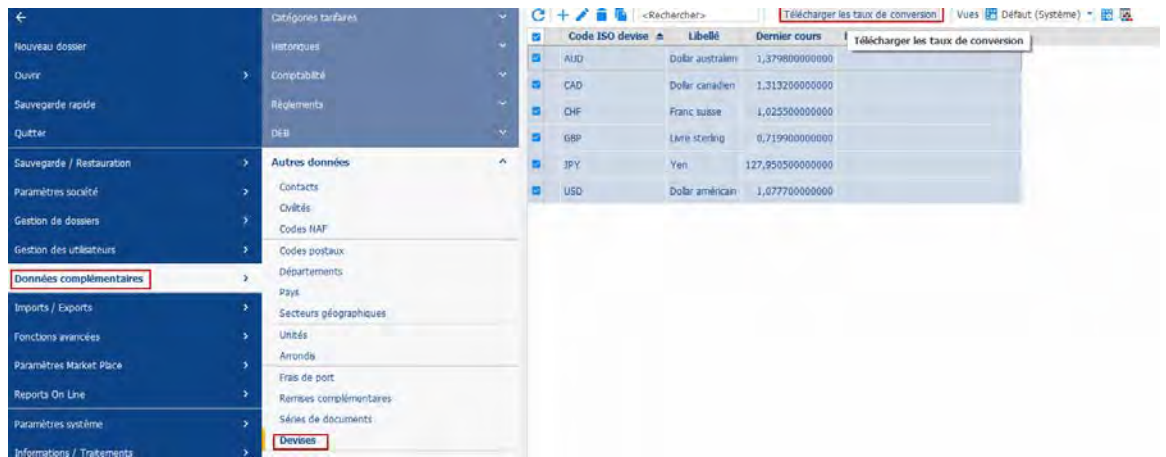 Nouveau dossier
Ouvrir
Sauvegarde rapide
Quitter
Sauvegarde / Restauration
Paramètres société
Gestion de dossiers
Gestion des utilisateurs
Données complémentaires
Imports / Exports
Fonctions avancées
Paramètres Market Place
Reports On Line
Paramètres système
Informations / Traitements
Catégories tarifaires
Historiques
Comptabilité
Règlements
DEB
Autres données
Contacts
Civilités
Codes NAF
Codes postaux
Départements
Pays
Secteurs géographiques
Unités
Arrondis
Frais de port
Remises complémentaires
Séries de documents
Devises
<Rechercher> Télécharger les taux de conversion Vues Défaut (Système)
Code ISO devise Libellé Dernier cours
Télécharger les taux de conversion
AUD Dollar australien 1,379800000000
CAD Dollar canadien 1,313200000000
CHF Franc suisse 1,025500000000
GBP Livre sterling 0,719900000000
JPY Yen 127,950500000000
USD Dollar américain 1,077700000000